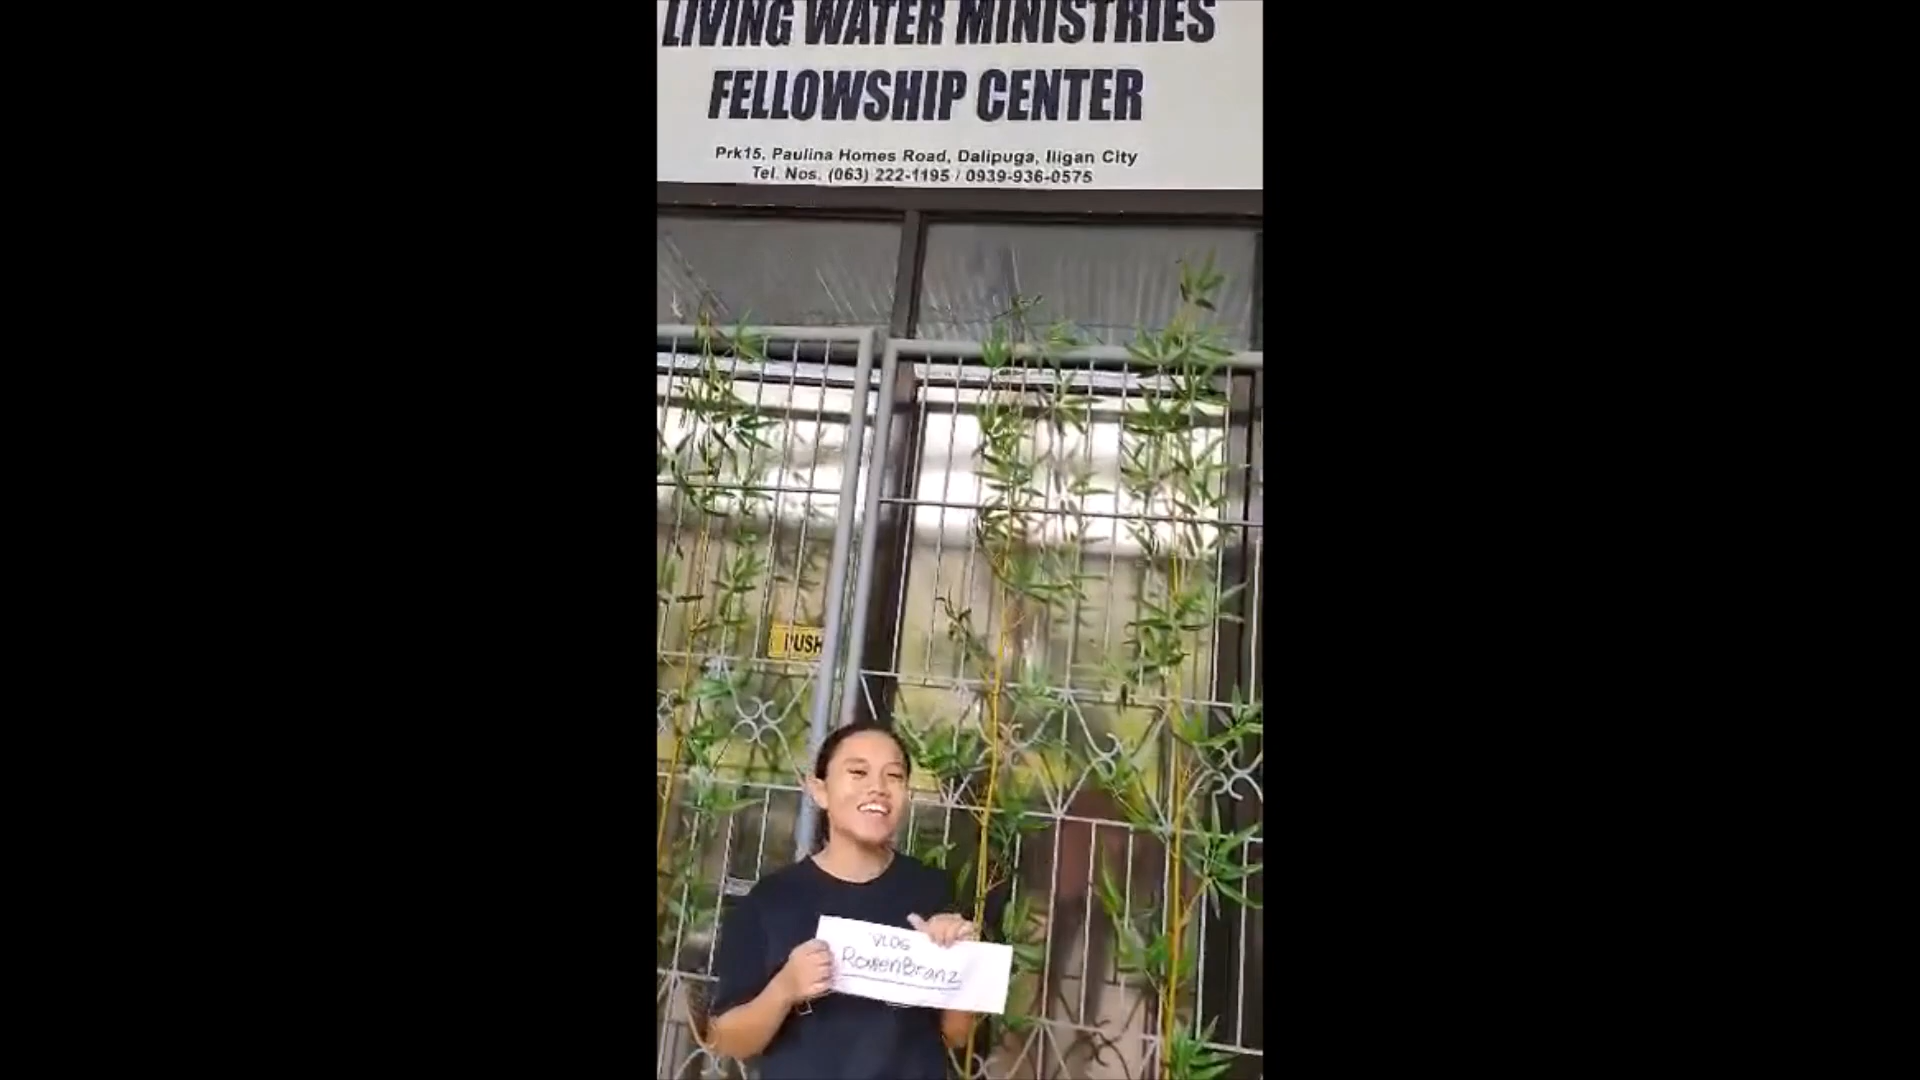 LIVING WATER MINISTRIES
FELLOWSHIP CENTER
Prk15, Paulina Homes Road, Dalipuga, Iligan City
Tel. Nos. (063) 222-1195 / 0939-936-0575
PUSH
VLOG
RowenBranz